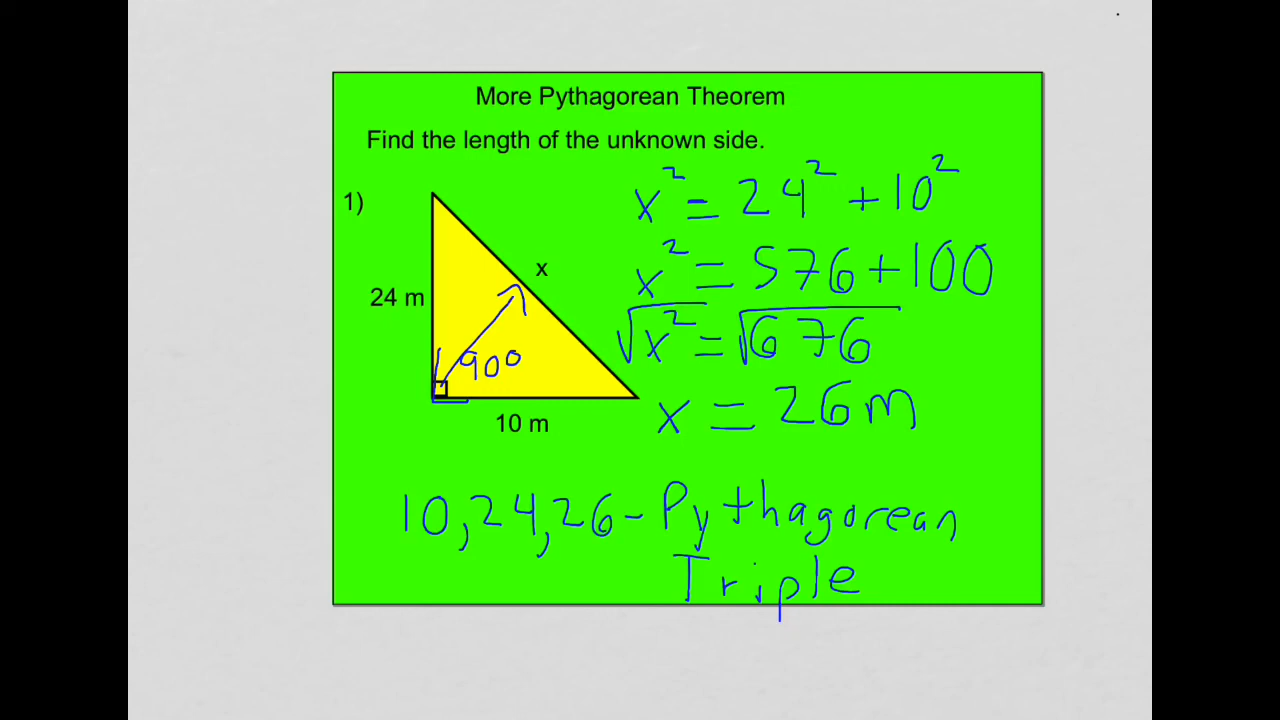 More Pythagorean Theorem
Find the length of the unknown side.
1)
x² = 24² + 10²
x
x² = 576 + 100
24 m
√x² = √676
90°
x = 26m
10 m
10, 24, 26 - Pythagorean
Triple